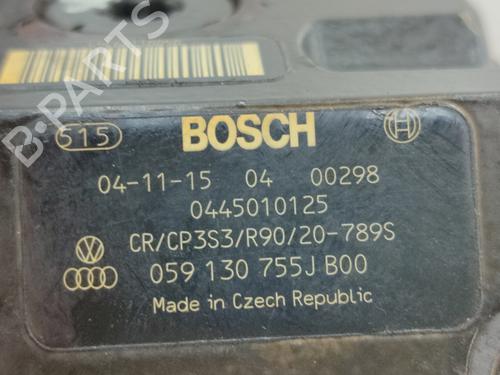 515 BOSCH
04-11-15 04 00298
0445010125
CR/CP3S3/R90/20-789S
059 130 755J B00
Made in Czech Republic
B-PARTS